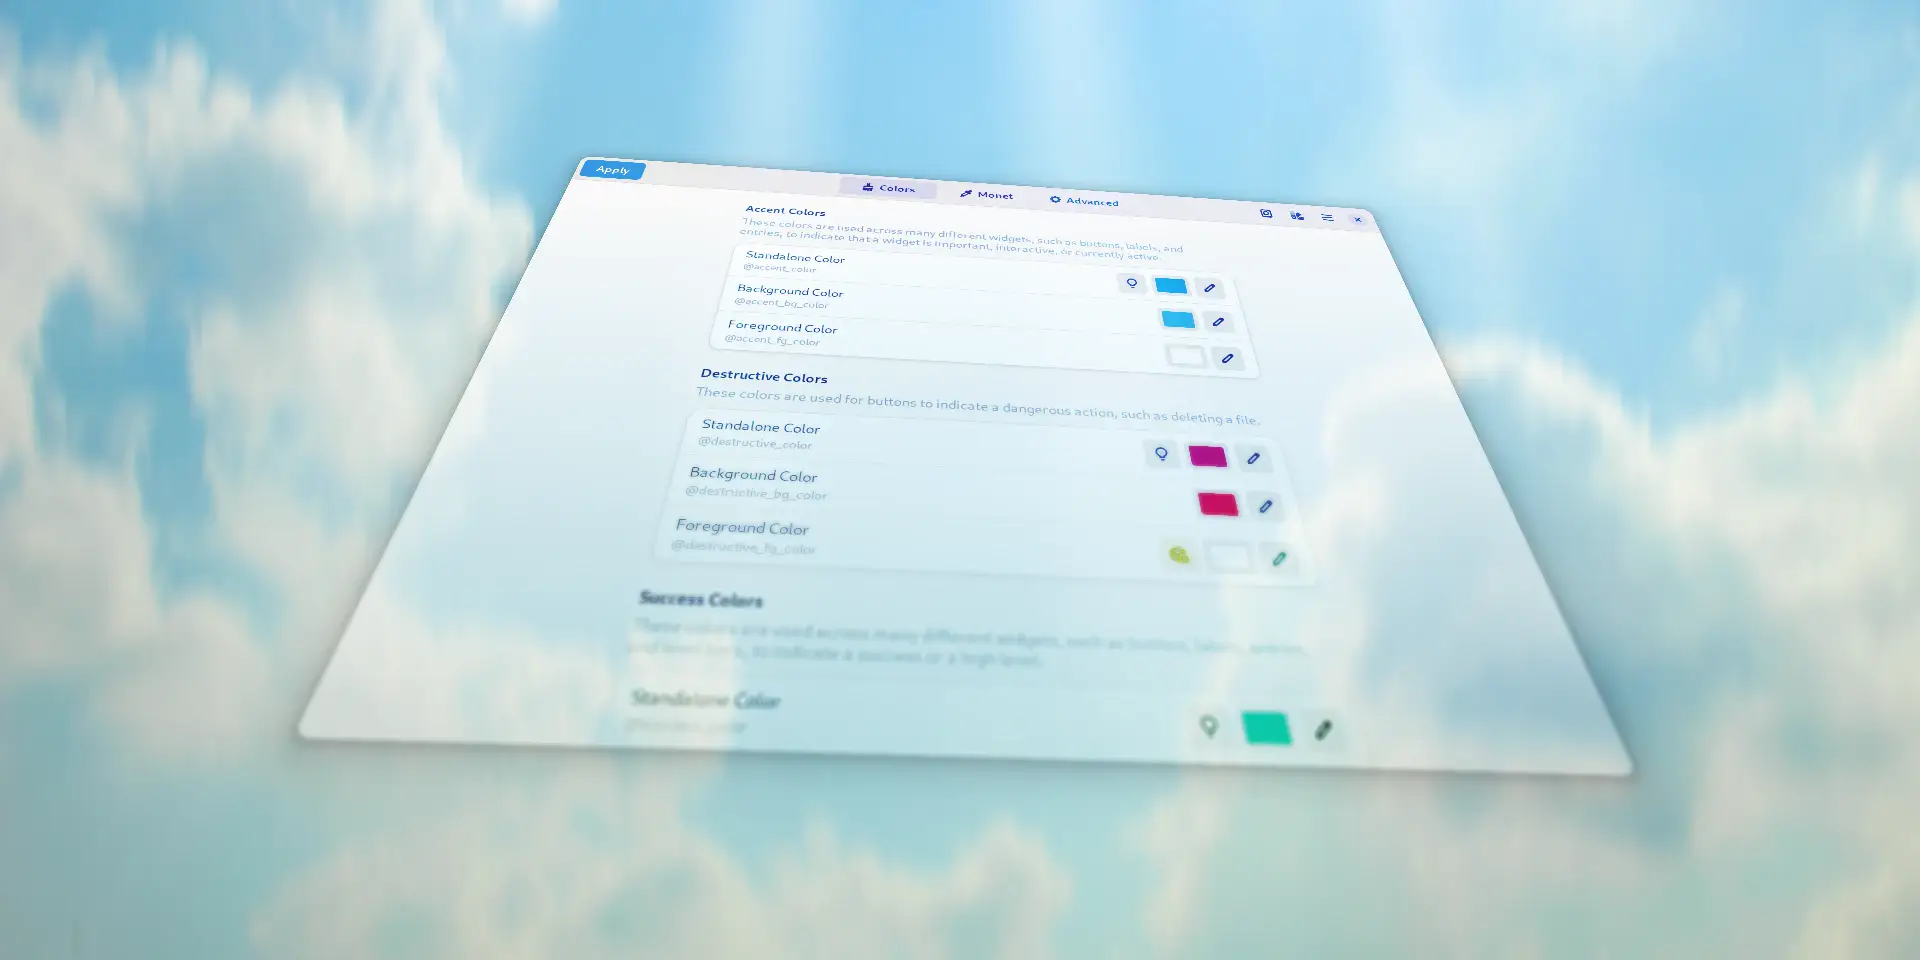 Apply
Colors
Monet
Advanced
Accent Colors
These colors are used across many different widgets, such as buttons, labels, and
entries, to indicate that a widget is important, interactive, or currently active.
Standalone Color
@accent_color
Background Color
@accent_bg_color
Foreground Color
@accent_fg_color
Destructive Colors
These colors are used for buttons to indicate a dangerous action, such as deleting a file.
Standalone Color
@destructive_color
Background Color
@destructive_bg_color
Foreground Color
@destructive_fg_color
Success Colors
These colors are used across many different widgets, such as buttons, labels, entries,
and level bars, to indicate a success or a high level.
Standalone Color